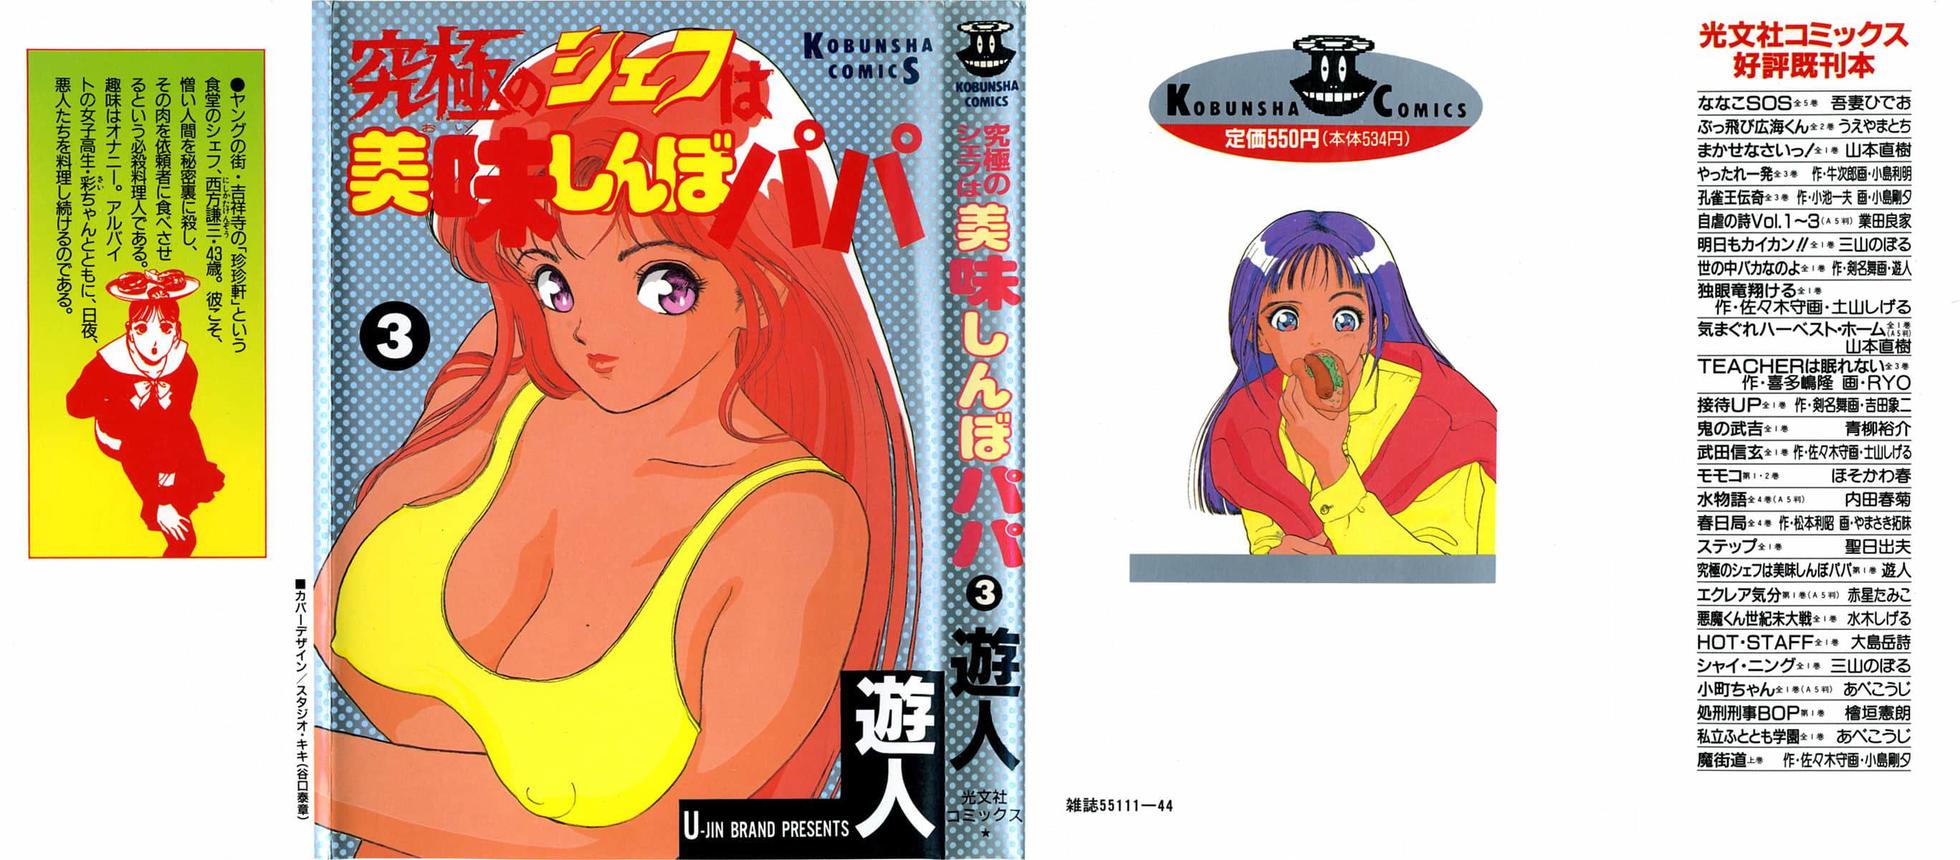 ●ヤングの街・吉祥寺の「珍珍軒」という
食堂のシェフ、西方謙三・43歳。彼こそ、
にしかたけんぞう
憎い人間を秘密裏に殺し、
その肉を依頼者に食べさせ
るという必殺料理人である。
趣味はオナニー。アルバイ
トの女子高生・彩ちゃんとともに、日夜、
さい
悪人たちを料理し続けるのである。
■カバーデザイン/スタジオ・キキ(谷口泰章)
究極のシェフは
美味しんぼパパ
おい
KOBUNSHA
COMICS
3
遊人
U-JIN BRAND PRESENTS
KOBUNSHA
COMICS
究極の
シェフは
美味しんぼパパ
3
遊人
光文社
コミックス
★
KOBUNSHA COMICS
定価550円(本体534円)
雑誌55111-44
光文社コミックス
好評既刊本
ななこSOS全5巻 吾妻ひでお
ぶっ飛び広海くん全2巻 うえやまとち
まかせなさいっ!全1巻 山本直樹
やったれ一発全3巻 作・牛次郎画・小島利明
孔雀王伝奇全3巻 作・小池一夫 画・小島剛夕
自虐の詩Vol.1〜3(A5判) 業田良家
明日もカイカン!!全1巻 三山のぼる
世の中バカなのよ全1巻 作・剣名舞画・遊人
独眼竜翔ける全1巻
作・佐々木守画・土山しげる
気まぐれハーベスト・ホーム全1巻(A5判)
山本直樹
TEACHERは眠れない全3巻
作・喜多嶋隆 画・RYO
接待UP全1巻 作・剣名舞画・吉田象二
鬼の武吉全1巻 青柳裕介
武田信玄全1巻 作・佐々木守画・土山しげる
モモコ第1・2巻 ほそかわ春
水物語全4巻(A5判) 内田春菊
春日局全4巻 作・松本利昭 画・やまさき拓味
ステップ全1巻 聖日出夫
究極のシェフは美味しんぼパパ第1巻 遊人
エクレア気分第1巻(A5判) 赤星たみこ
悪魔くん世紀末大戦全1巻 水木しげる
HOT・STAFF全1巻 大島岳詩
シャイ・ニング全1巻 三山のぼる
小町ちゃん全1巻(A5判) あべこうじ
処刑刑事BOP第1巻 檜垣憲朗
私立ふととも学園全1巻 あべこうじ
魔街道上巻 作・佐々木守画・小島剛夕